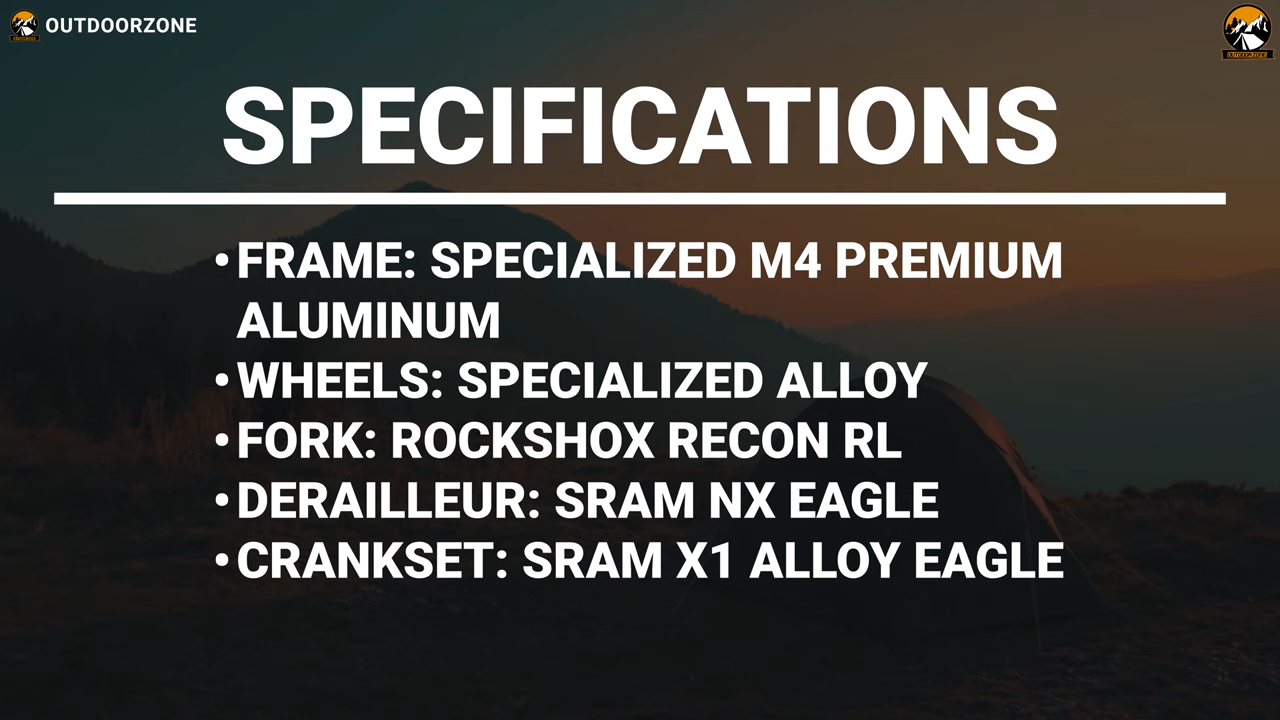 OUTDOORZONE
OUTDOORZONE
SPECIFICATIONS
• FRAME: SPECIALIZED M4 PREMIUM
ALUMINUM
• WHEELS: SPECIALIZED ALLOY
• FORK: ROCKSHOX RECON RL
• DERAILLEUR: SRAM NX EAGLE
• CRANKSET: SRAM X1 ALLOY EAGLE